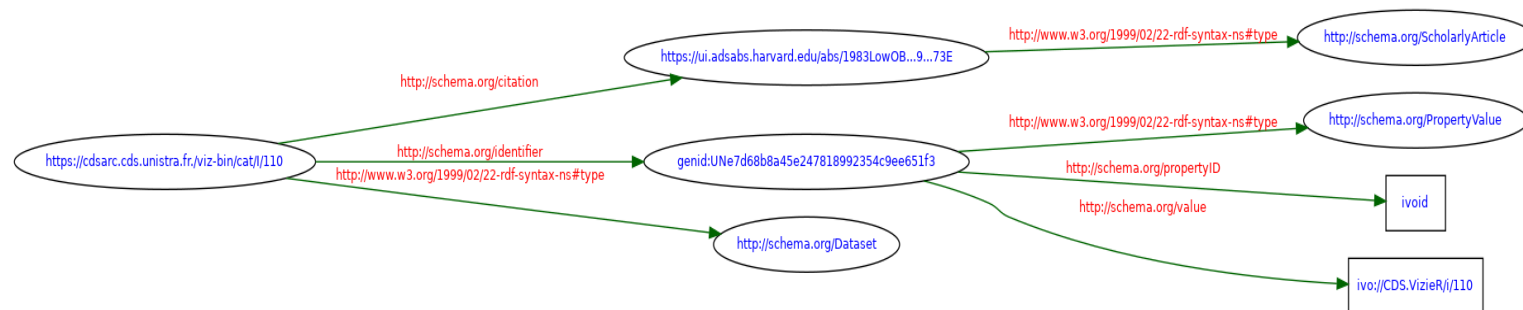 http://www.w3.org/1999/02/22-rdf-syntax-ns#type
http://schema.org/ScholarlyArticle
https://ui.adsabs.harvard.edu/abs/1983LowOB...9...73E
http://schema.org/citation
http://www.w3.org/1999/02/22-rdf-syntax-ns#type
http://schema.org/PropertyValue
https://cdsarc.cds.unistra.fr./viz-bin/cat/I/110
http://schema.org/identifier
genid:UNe7d68b8a45e247818992354c9ee651f3
http://schema.org/propertyID
http://www.w3.org/1999/02/22-rdf-syntax-ns#type
ivoid
http://schema.org/value
http://schema.org/Dataset
ivo://CDS.VizieR/i/110